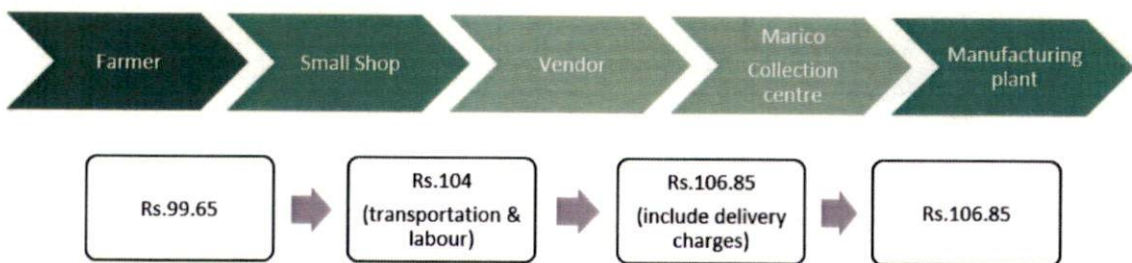 Farmer
Small Shop
Vendor
Marico
Collection
centre
Manufacturing
plant
Rs.99.65
Rs.104
(transportation &
labour)
Rs.106.85
(include delivery
charges)
Rs.106.85